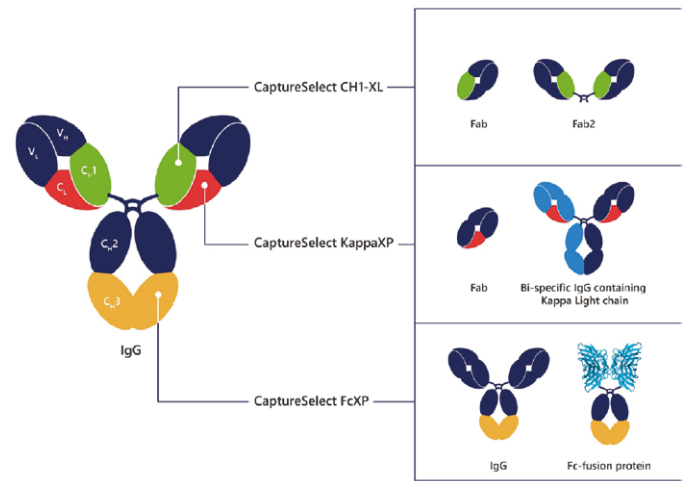 CaptureSelect CH1-XL
Fab
Fab2
VH
VL
CH1
CL
CH2
CH3
IgG
CaptureSelect KappaXP
Fab
Bi-specific IgG containing
Kappa Light chain
CaptureSelect FcXP
IgG
Fc-fusion protein